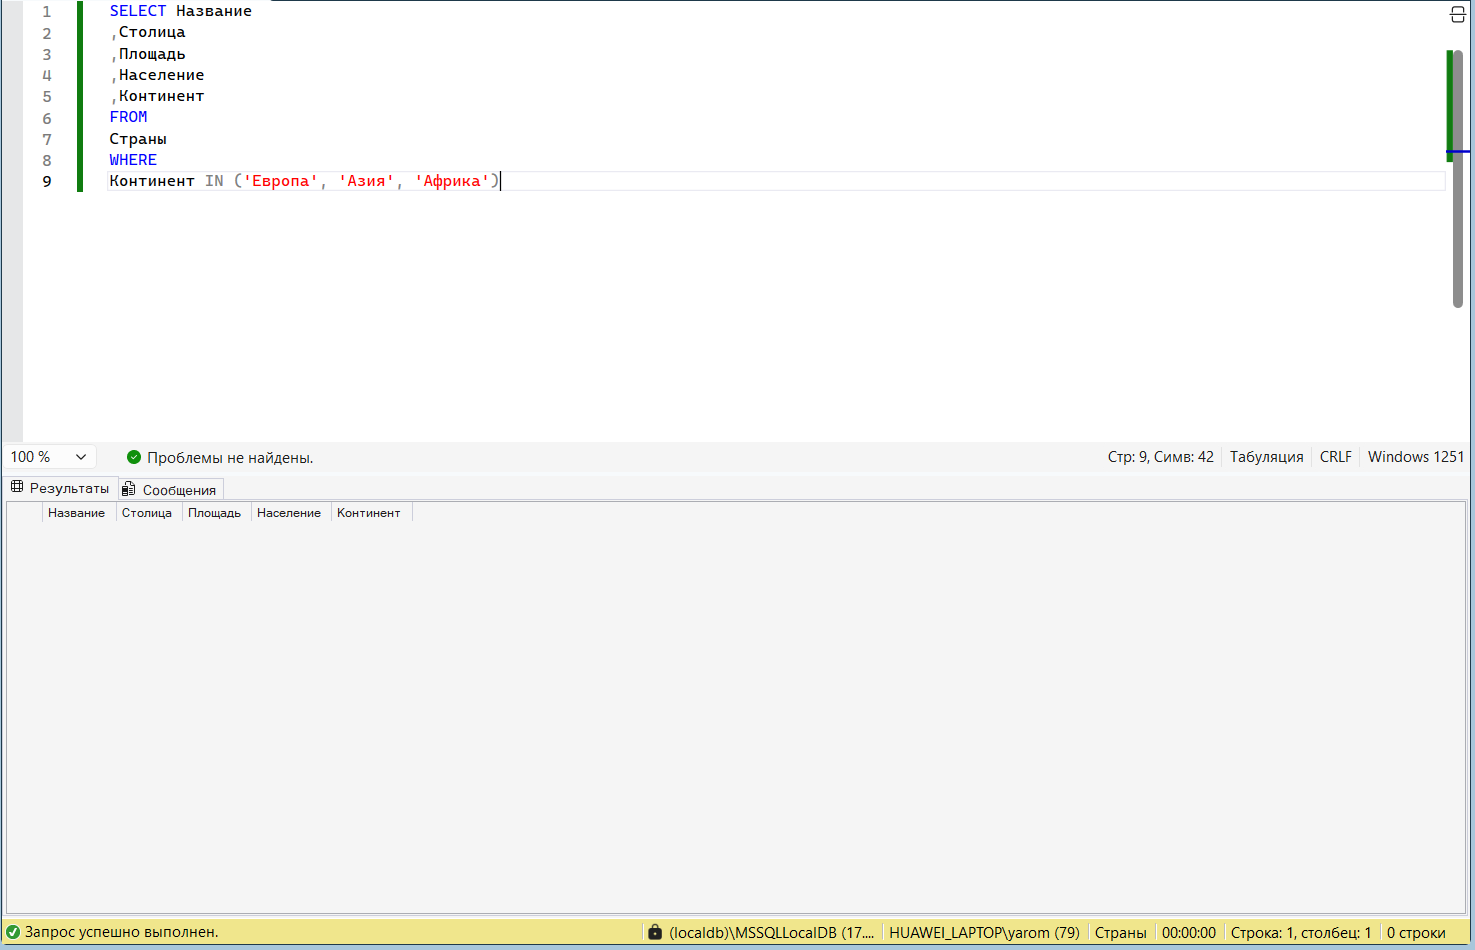 1 SELECT Название
2 ,Столица
3 ,Площадь
4 ,Население
5 ,Континент
6 FROM
7 Страны
8 WHERE
9 Континент IN ('Европа', 'Азия', 'Африка')
100 % Проблемы не найдены. Стр: 9, Симв: 42 Табуляция CRLF Windows 1251
Результаты Сообщения
Название Столица Площадь Население Континент
Запрос успешно выполнен. (localdb)\MSSQLLocalDB (17.... HUAWEI_LAPTOP\yarom (79) Страны 00:00:00 Строка: 1, столбец: 1 0 строки